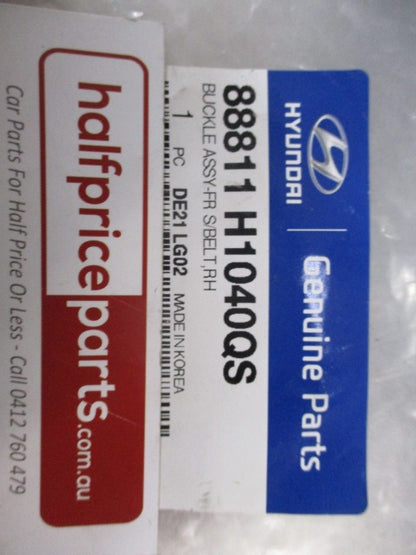 HYUNDAI
Genuine Parts
88811 H1040QS
BUCKLE ASSY-FR S/BELT,RH
1 PC DE21 LG02 MADE IN KOREA
halfpriceparts.com.au
Car Parts For Half Price Or Less - Call 0412 760 479